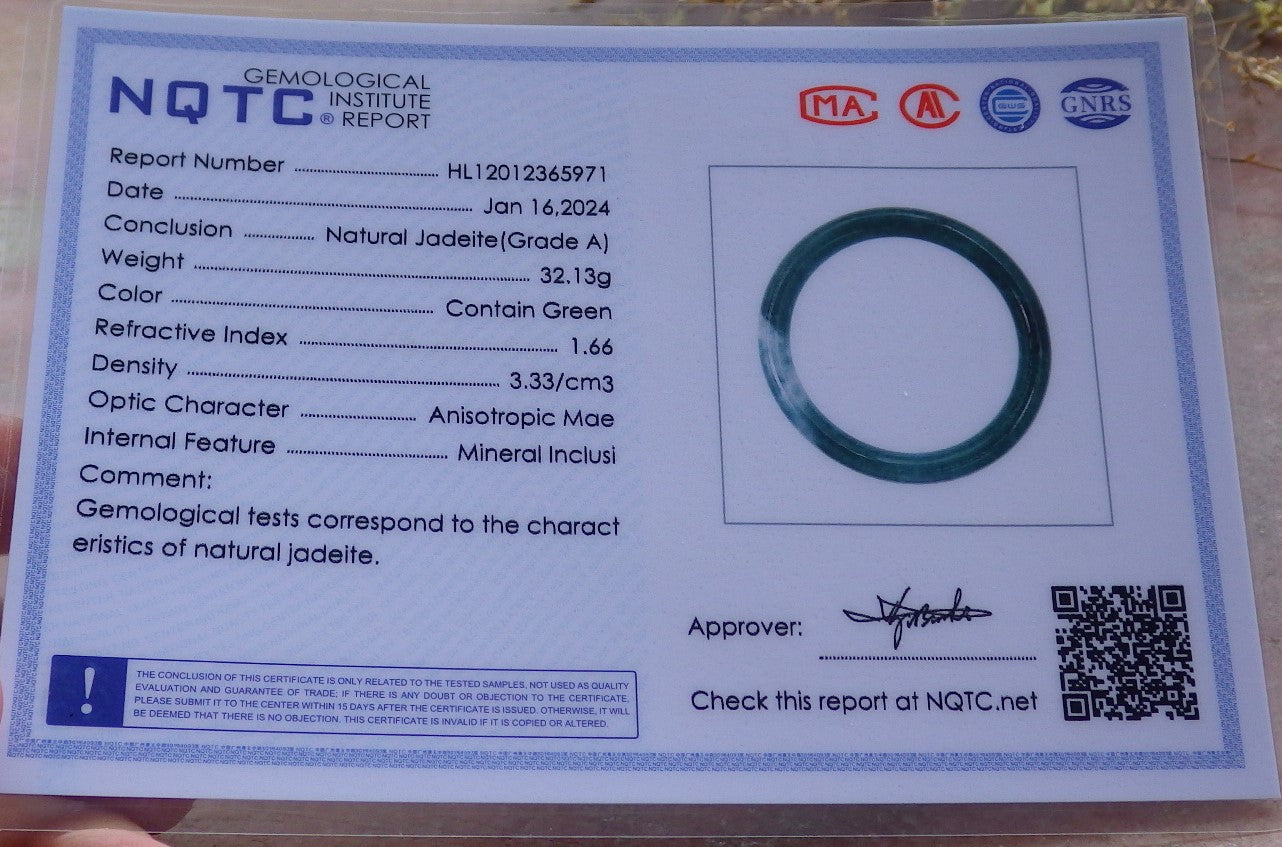 NQTC® GEMOLOGICAL INSTITUTE REPORT
MA
GWS
GNRS
Report Number HL12012365971
Date Jan 16,2024
Conclusion Natural Jadeite(Grade A)
Weight 32.13g
Color Contain Green
Refractive Index 1.66
Density 3.33/cm3
Optic Character Anisotropic Mae
Internal Feature Mineral Inclusi
Comment:
Gemological tests correspond to the charact
eristics of natural jadeite.
! THE CONCLUSION OF THIS CERTIFICATE IS ONLY RELATED TO THE TESTED SAMPLES, NOT USED AS QUALITY
EVALUATION AND GUARANTEE OF TRADE; IF THERE IS ANY DOUBT OR OBJECTION TO THE CERTIFICATE,
PLEASE SUBMIT IT TO THE CENTER WITHIN 15 DAYS AFTER THE CERTIFICATE IS ISSUED. OTHERWISE, IT WILL
BE DEEMED THAT THERE IS NO OBJECTION. THIS CERTIFICATE IS INVALID IF IT IS COPIED OR ALTERED.
Approver:
Check this report at NQTC.net